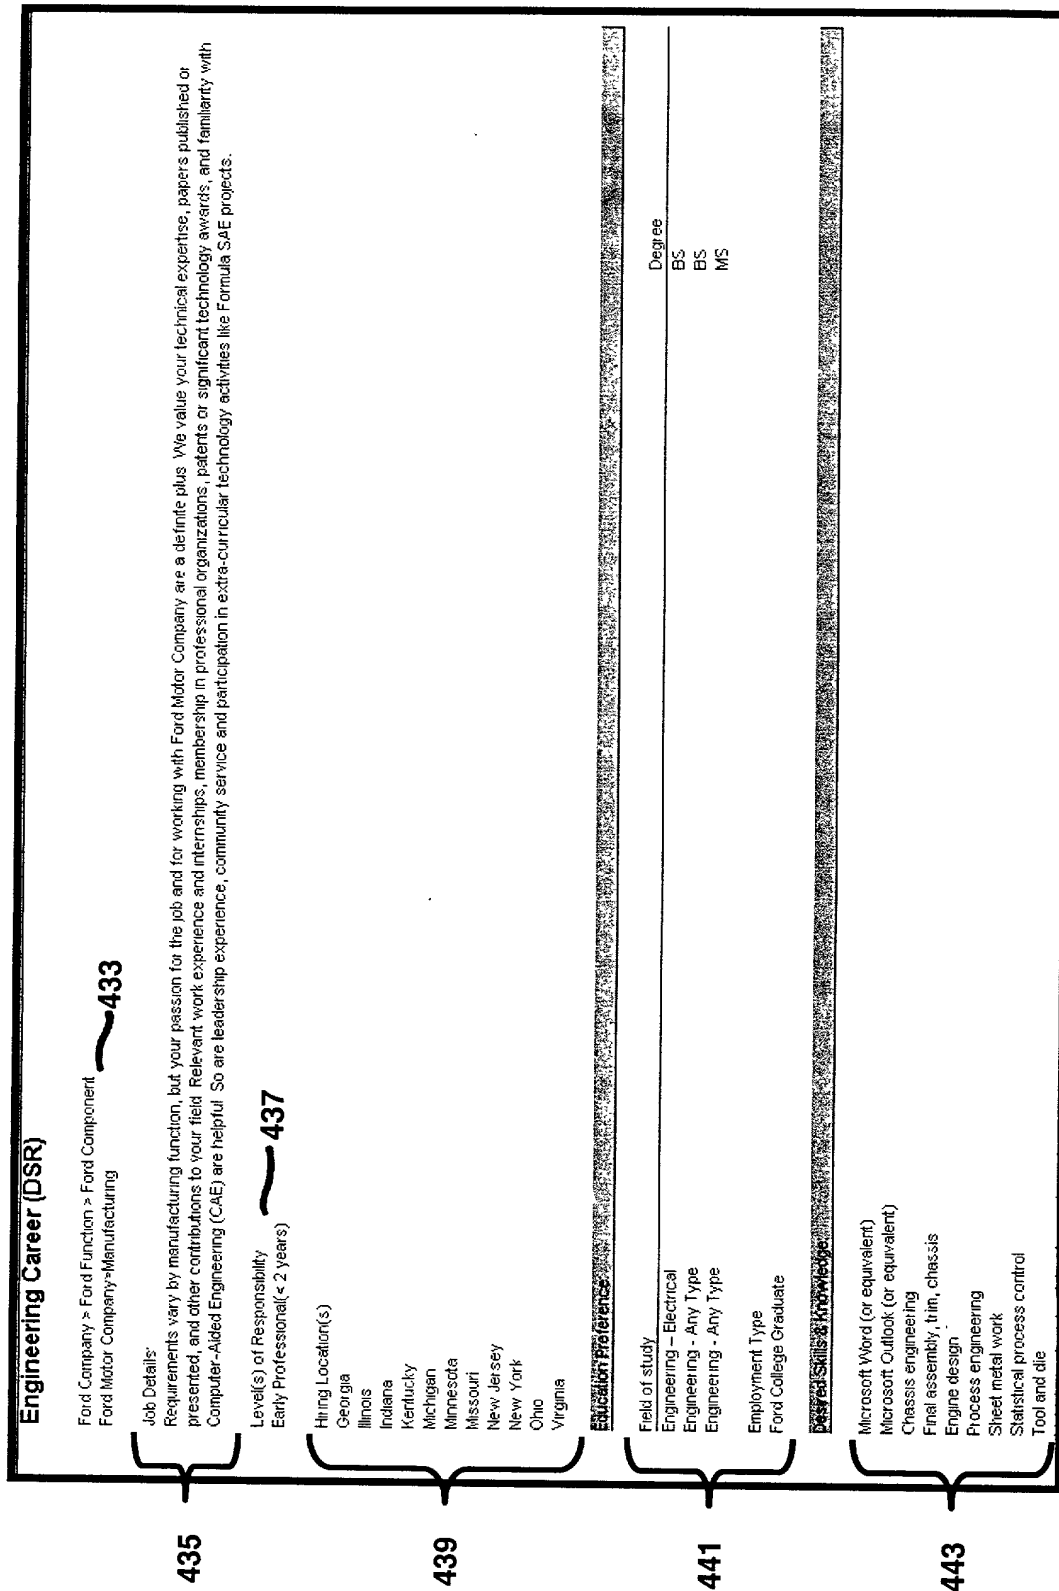 Engineering Career (DSR)
Ford Company > Ford Function > Ford Component
433
Ford Motor Company>Manufacturing
435
Job Details:
Requirements vary by manufacturing function, but your passion for the job and for working with Ford Motor Company are a definite plus We value your technical expertise, papers published or
presented, and other contributions to your field Relevant work experience and internships, membership in professional organizations, patents or significant technology awards, and familiarity with
Computer-Aided Engineering (CAE) are helpful So are leadership experience, community service and participation in extra-curricular technology activities like Formula SAE projects.
Level(s) of Responsibility
437
Early Professional(< 2 years)
439
Hiring Location(s)
Georgia
Illinois
Indiana
Kentucky
Michigan
Minnesota
Missouri
New Jersey
New York
Ohio
Virginia
Education Preference:
441
Field of study Degree
Engineering – Electrical BS
Engineering - Any Type BS
Engineering - Any Type MS
Employment Type
Ford College Graduate
Desired Skills & Knowledge:
443
Microsoft Word (or equivalent)
Microsoft Outlook (or equivalent)
Chassis engineering
Final assembly, trim, chassis
Engine design
Process engineering
Sheet metal work
Statistical process control
Tool and die